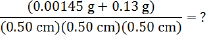 (0.00145 g + 0.13 g)
(0.50 cm)(0.50 cm)(0.50 cm) = ?